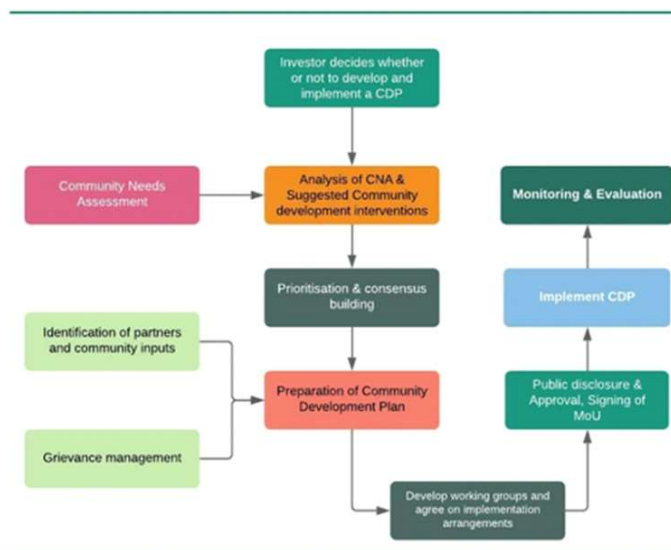 Investor decides whether
or not to develop and
implement a CDP
Community Needs
Assessment
Analysis of CNA &
Suggested Community
development interventions
Monitoring & Evaluation
Prioritisation & consensus
building
Implement CDP
Identification of partners
and community inputs
Preparation of Community
Development Plan
Public disclosure &
Approval, Signing of
MoU
Grievance management
Develop working groups and
agree on implementation
arrangements